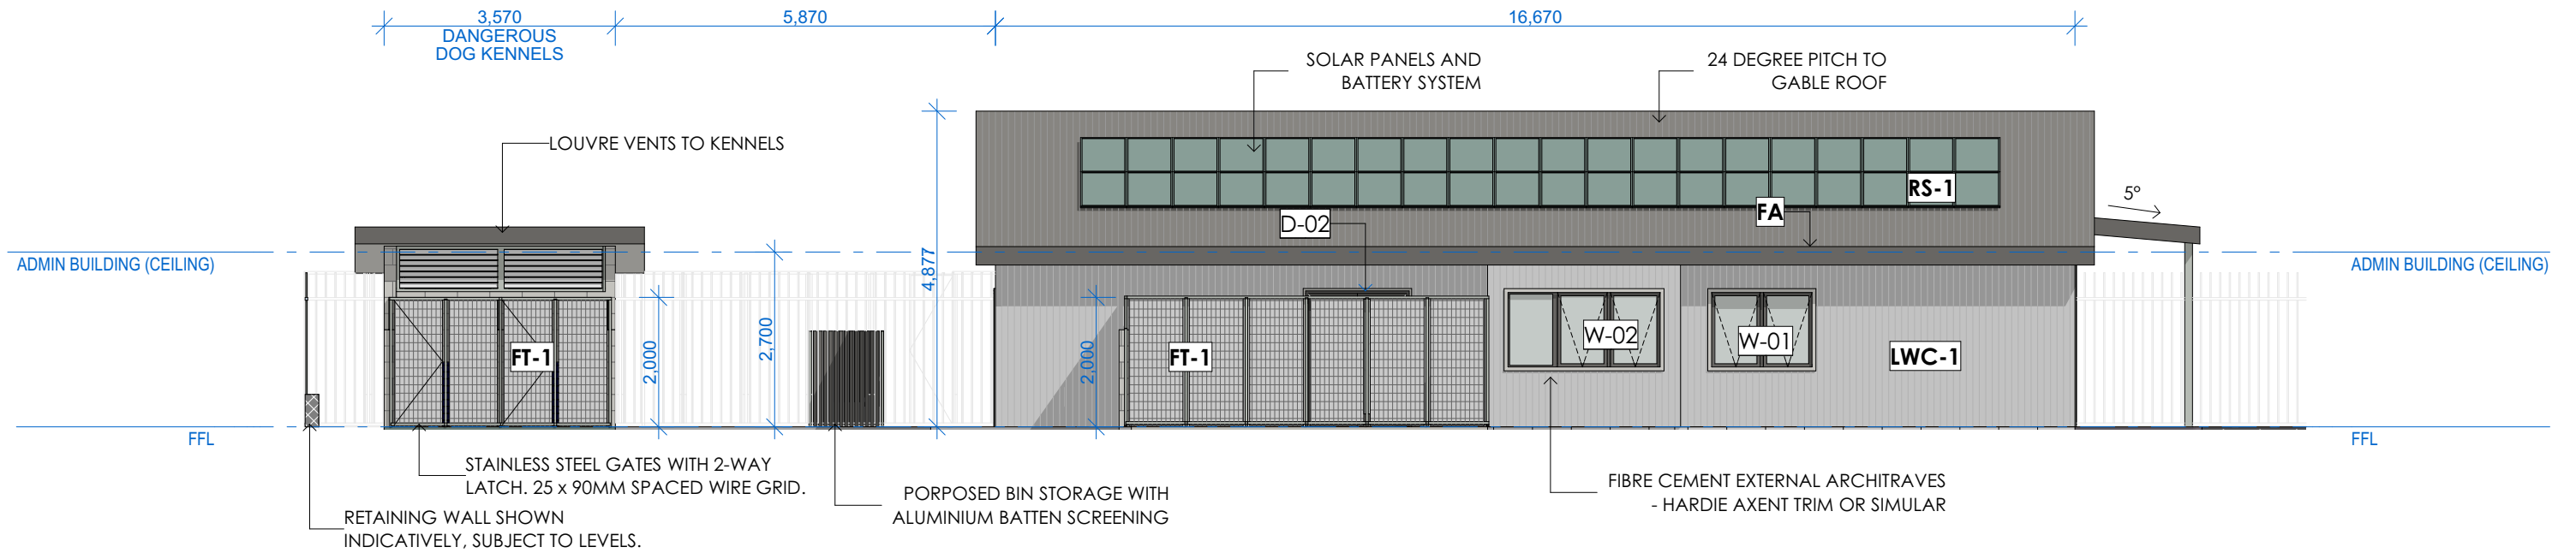 3,570
DANGEROUS
DOG KENNELS
5,870
16,670
SOLAR PANELS AND
BATTERY SYSTEM
24 DEGREE PITCH TO
GABLE ROOF
LOUVRE VENTS TO KENNELS
RS-1
5°
FA
D-02
ADMIN BUILDING (CEILING)
ADMIN BUILDING (CEILING)
4,877
2,700
2,000
2,000
FT-1
FT-1
W-02
W-01
LWC-1
FFL
FFL
STAINLESS STEEL GATES WITH 2-WAY
LATCH. 25 x 90MM SPACED WIRE GRID.
RETAINING WALL SHOWN
INDICATIVELY, SUBJECT TO LEVELS.
PORPOSED BIN STORAGE WITH
ALUMINIUM BATTEN SCREENING
FIBRE CEMENT EXTERNAL ARCHITRAVES
- HARDIE AXENT TRIM OR SIMULAR